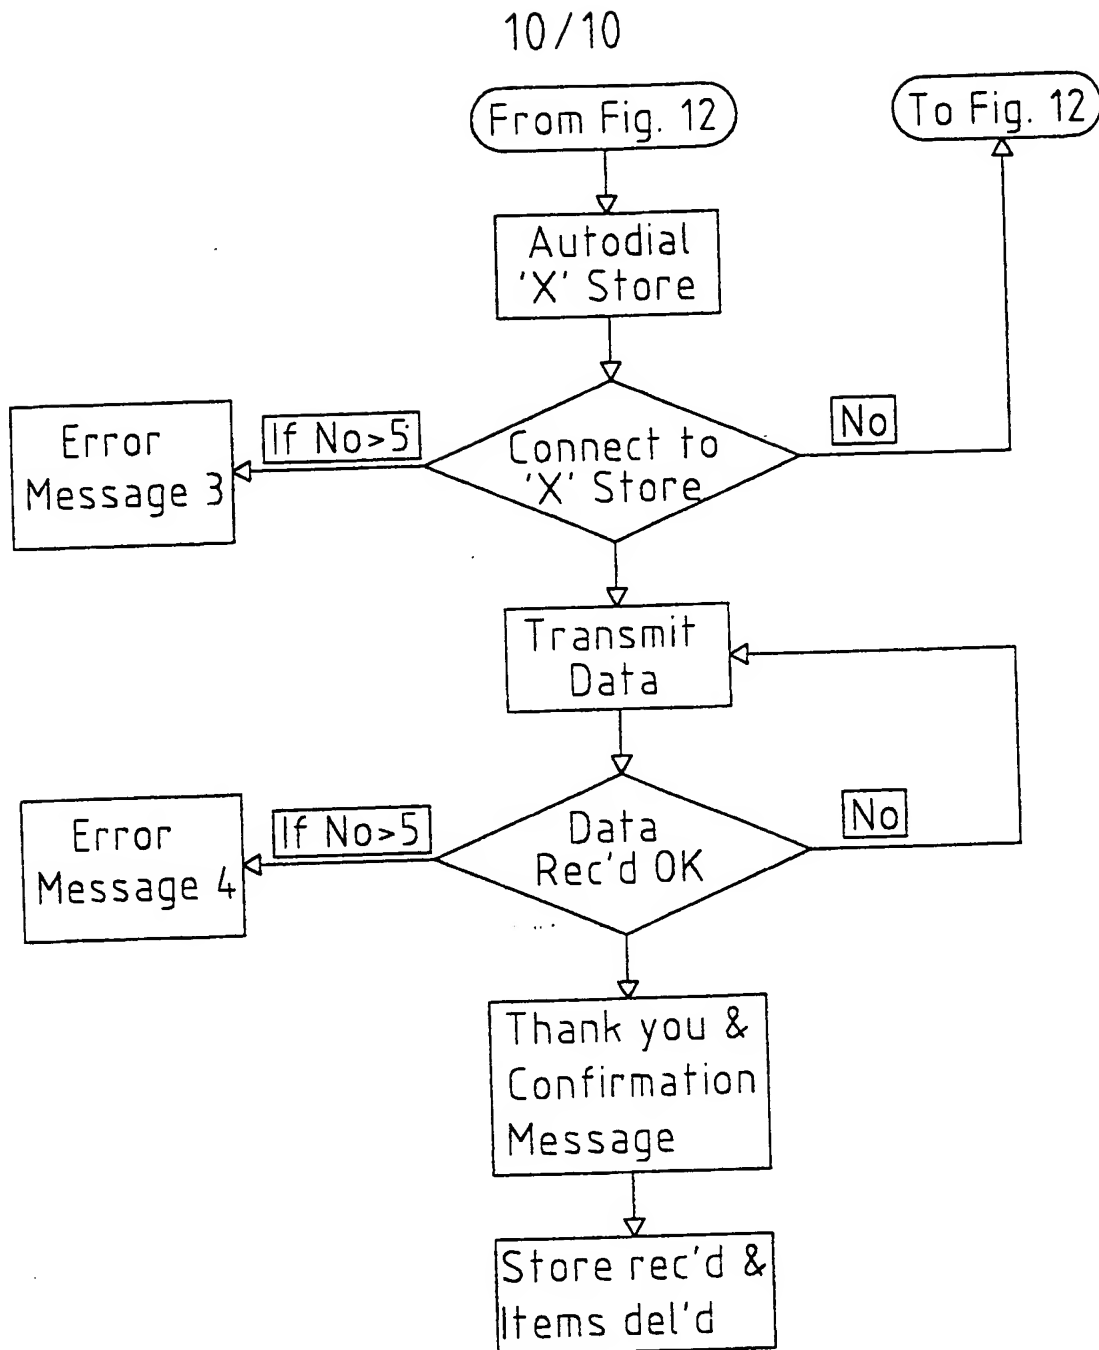 10/10
From Fig. 12
To Fig. 12
Autodial
'X' Store
Error
Message 3
If No>5
Connect to
'X' Store
No
Transmit
Data
Error
Message 4
If No>5
Data
Rec'd OK
No
Thank you &
Confirmation
Message
Store rec'd &
Items del'd